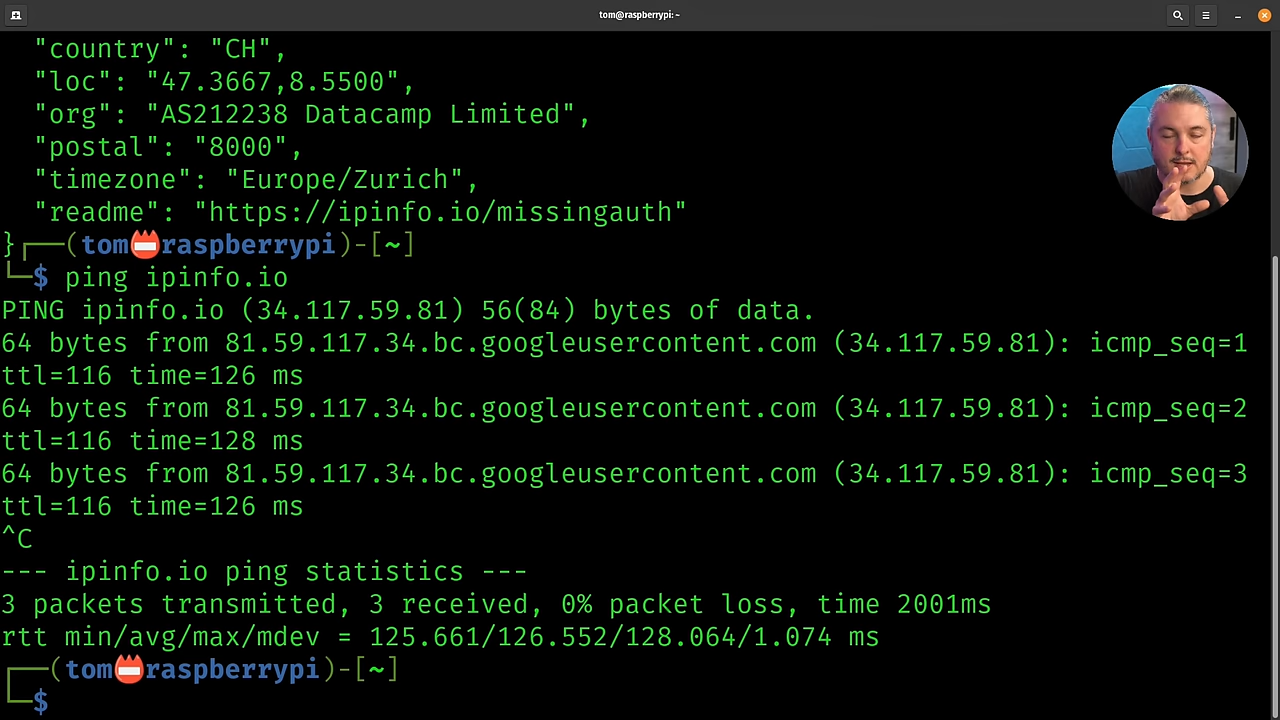 tom@raspberrypi: ~
"country": "CH",
"loc": "47.3667,8.5500",
"org": "AS212238 Datacamp Limited",
"postal": "8000",
"timezone": "Europe/Zurich",
"readme": "https://ipinfo.io/missingauth"
}┌──(tom📛raspberrypi)-[~]
└─$ ping ipinfo.io
PING ipinfo.io (34.117.59.81) 56(84) bytes of data.
64 bytes from 81.59.117.34.bc.googleusercontent.com (34.117.59.81): icmp_seq=1
ttl=116 time=126 ms
64 bytes from 81.59.117.34.bc.googleusercontent.com (34.117.59.81): icmp_seq=2
ttl=116 time=128 ms
64 bytes from 81.59.117.34.bc.googleusercontent.com (34.117.59.81): icmp_seq=3
ttl=116 time=126 ms
^C
--- ipinfo.io ping statistics ---
3 packets transmitted, 3 received, 0% packet loss, time 2001ms
rtt min/avg/max/mdev = 125.661/126.552/128.064/1.074 ms
┌──(tom📛raspberrypi)-[~]
└─$